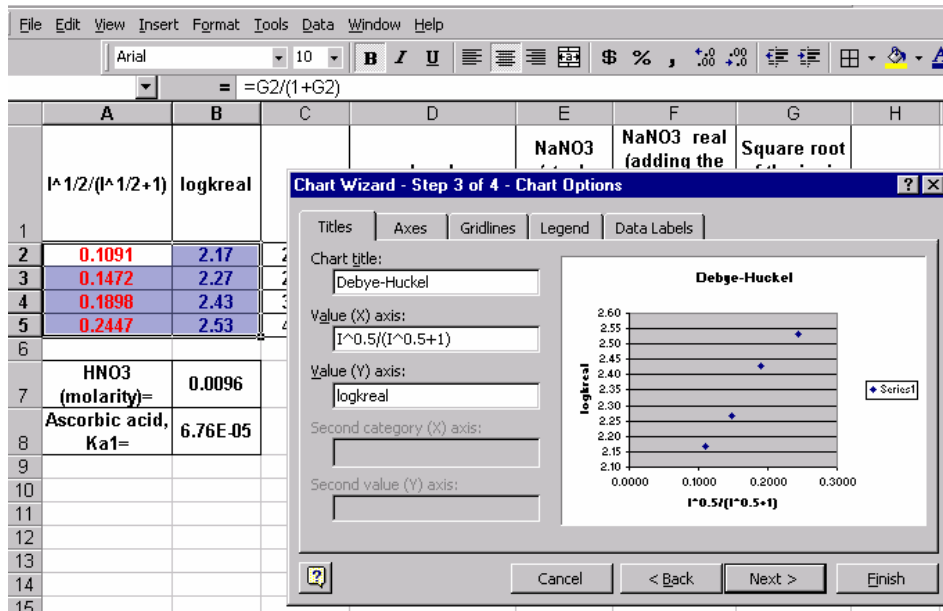 File Edit View Insert Format Tools Data Window Help
Arial 10 B I U $ % ,
= =G2/(1+G2)
A B C D E F G H
1 I^1/2/(I^1/2+1) logkreal NaNO3 NaNO3 real (adding the Square root
2 0.1091 2.17
3 0.1472 2.27
4 0.1898 2.43
5 0.2447 2.53
6
7 HNO3 (molarity)= 0.0096
8 Ascorbic acid, Ka1= 6.76E-05
9
10
11
12
13
14
15
Chart Wizard - Step 3 of 4 - Chart Options
Titles Axes Gridlines Legend Data Labels
Chart title:
Debye-Huckel
Value (X) axis:
I^0.5/(I^0.5+1)
Value (Y) axis:
logkreal
Second category (X) axis:
Second value (Y) axis:
Debye-Huckel
2.60
2.55
2.50
2.45
2.40
2.35
2.30
2.25
2.20
2.15
2.10
logkreal
0.0000 0.1000 0.2000 0.3000
I^0.5/(I^0.5+1)
Series1
Cancel < Back Next > Finish